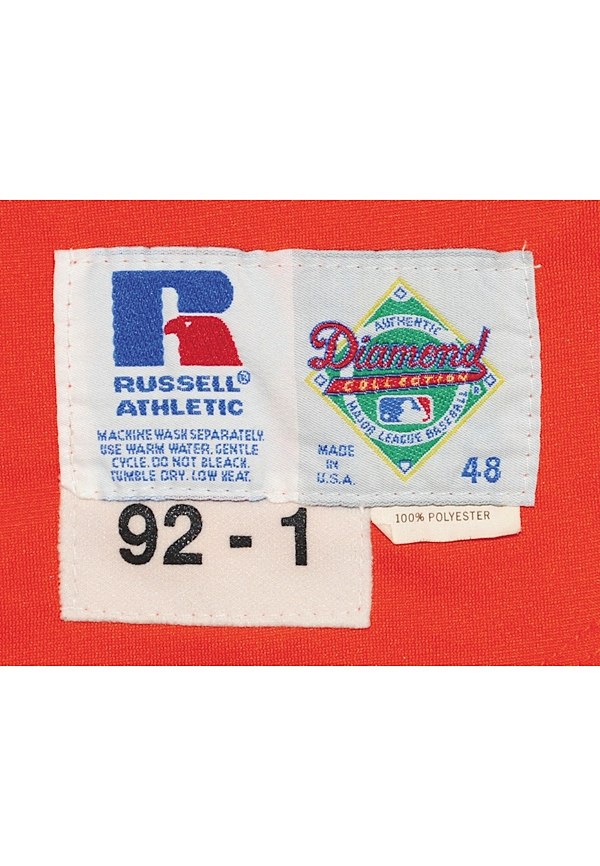 RUSSELL®
ATHLETIC
MACHINE WASH SEPARATELY.
USE WARM WATER, GENTLE
CYCLE. DO NOT BLEACH.
TUMBLE DRY. LOW HEAT.
AUTHENTIC
Diamond
COLLECTION
MAJOR LEAGUE BASEBALL
MADE
IN
U.S.A.
48
100% POLYESTER
92 - 1